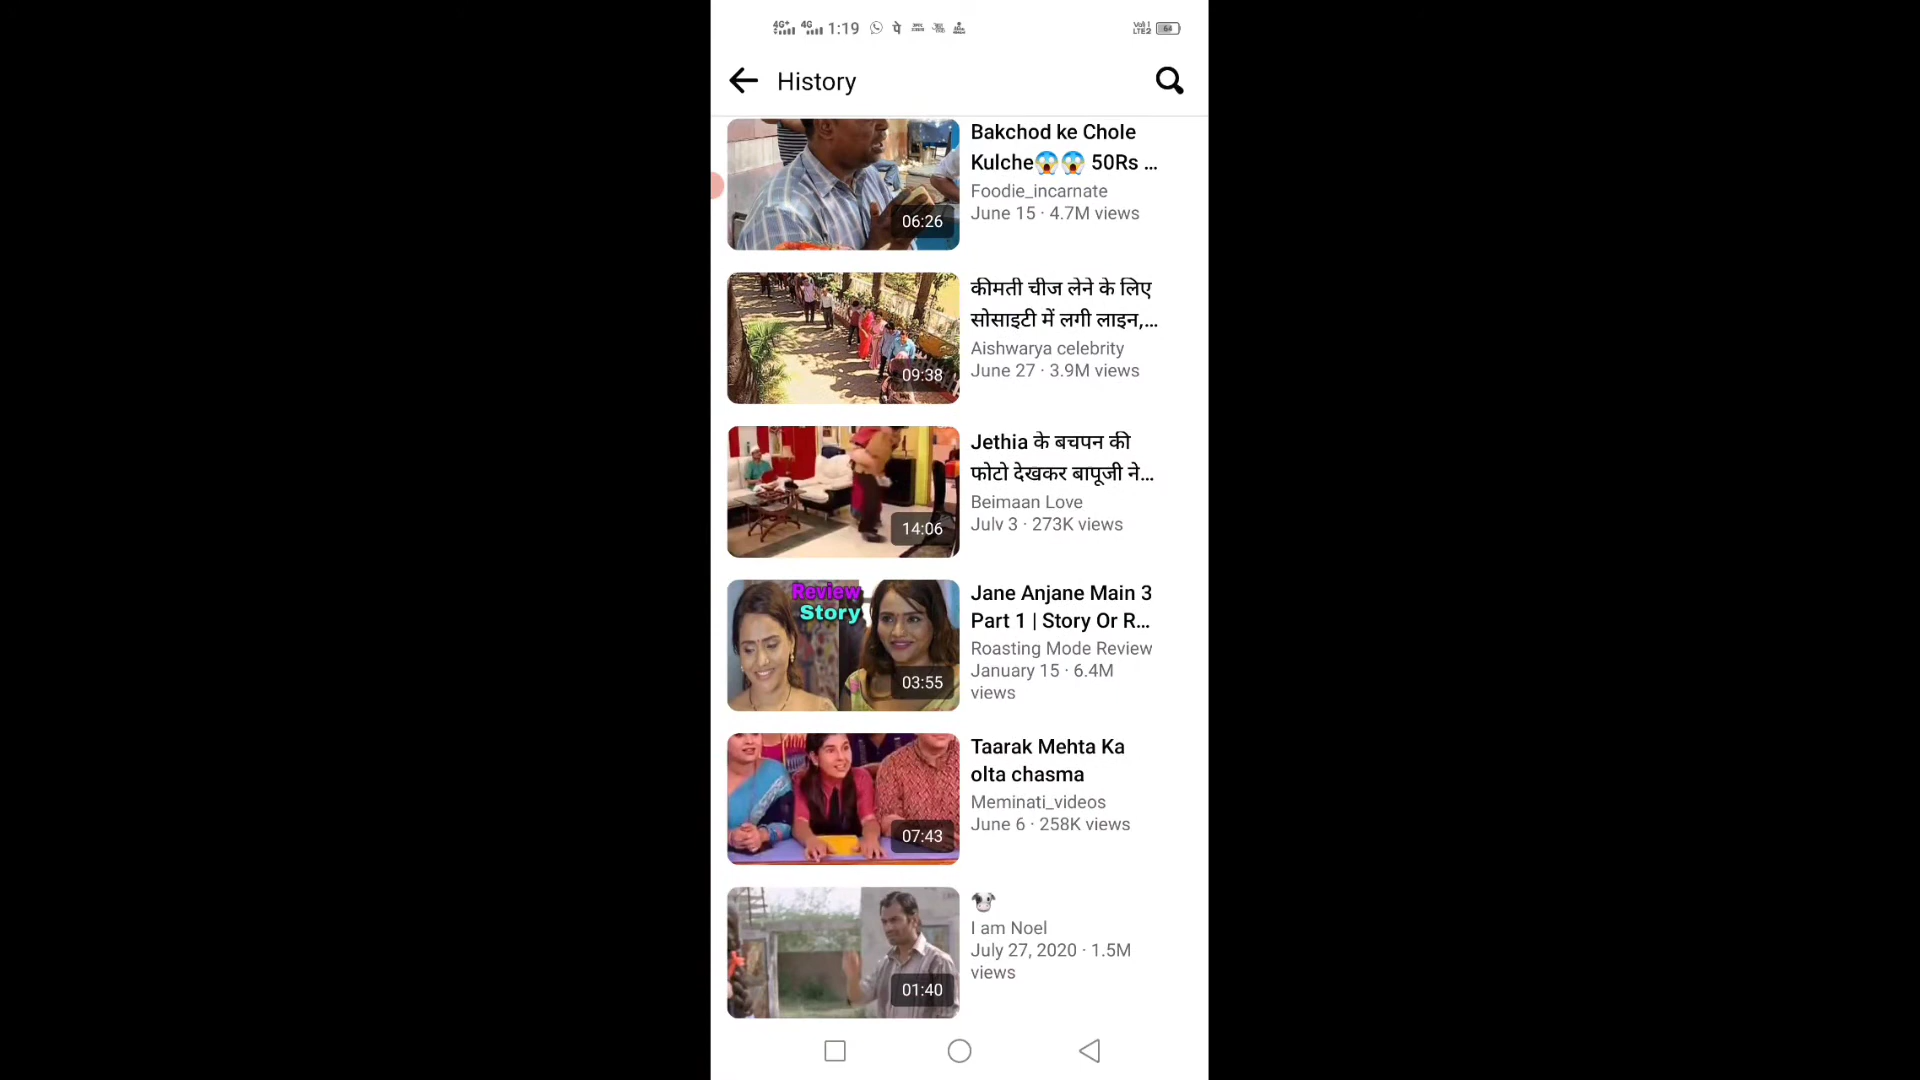 4G+ 4G 1:19
History
Bakchod ke Chole
Kulche😱😱 50Rs ...
Foodie_incarnate
June 15 · 4.7M views
06:26
कीमती चीज लेने के लिए
सोसाइटी में लगी लाइन,...
Aishwarya celebrity
June 27 · 3.9M views
09:38
Jethia के बचपन की
फोटो देखकर बापूजी ने...
Beimaan Love
July 3 · 273K views
14:06
Review
Story
Jane Anjane Main 3
Part 1 | Story Or R...
Roasting Mode Review
January 15 · 6.4M
views
03:55
Taarak Mehta Ka
olta chasma
Meminati_videos
June 6 · 258K views
07:43
🐮
I am Noel
July 27, 2020 · 1.5M
views
01:40